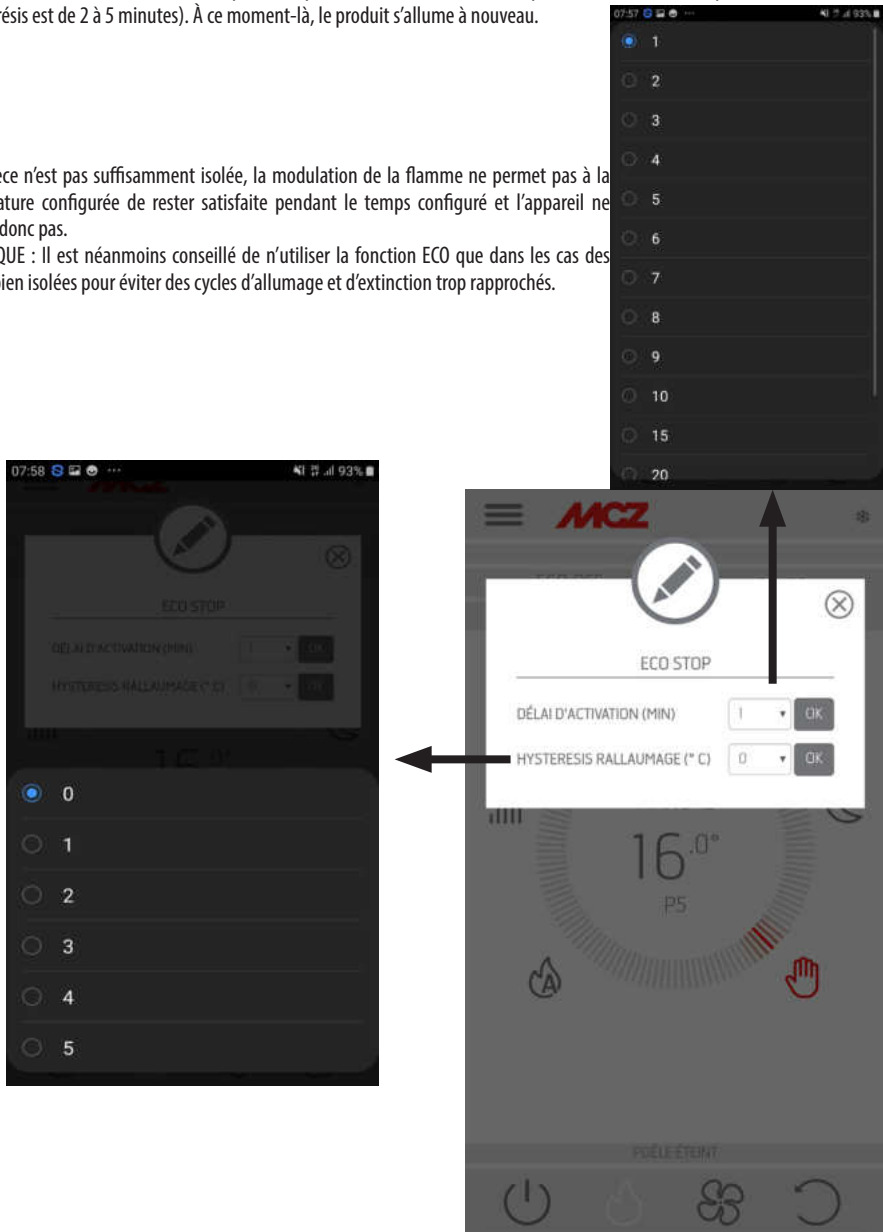 résis est de 2 à 5 minutes). À ce moment-là, le produit s’allume à nouveau.
ce n’est pas suffisamment isolée, la modulation de la flamme ne permet pas à la
ature configurée de rester satisfaite pendant le temps configuré et l’appareil ne
donc pas.
QUE : Il est néanmoins conseillé de n’utiliser la fonction ECO que dans les cas des
bien isolées pour éviter des cycles d’allumage et d’extinction trop rapprochés.
07:57 93%
1
2
3
4
5
6
7
8
9
10
15
20
07:58 93%
MCZ
ECO STOP
DÉLAI D'ACTIVATION (MIN) 1 OK
HYSTERESIS RALLAUMAGE (° C) 0 OK
16.0°
0
1
2
3
4
5
MCZ
ECO STOP
DÉLAI D'ACTIVATION (MIN) 1 OK
HYSTERESIS RALLAUMAGE (° C) 0 OK
16.0°
P5
A
POÊLE ÉTEINT